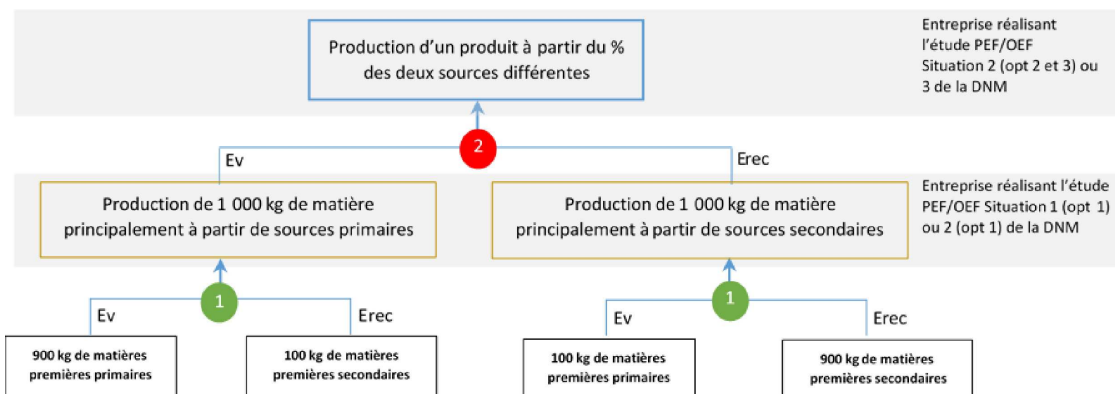 Production d’un produit à partir du %
des deux sources différentes
Entreprise réalisant
l’étude PEF/OEF
Situation 2 (opt 2 et 3) ou
3 de la DNM
2
Ev
Erec
Production de 1 000 kg de matière
principalement à partir de sources primaires
Production de 1 000 kg de matière
principalement à partir de sources secondaires
Entreprise réalisant l’étude
PEF/OEF Situation 1 (opt 1)
ou 2 (opt 1) de la DNM
1
1
Ev
Erec
Ev
Erec
900 kg de matières
premières primaires
100 kg de matières
premières secondaires
100 kg de matières
premières primaires
900 kg de matières
premières secondaires